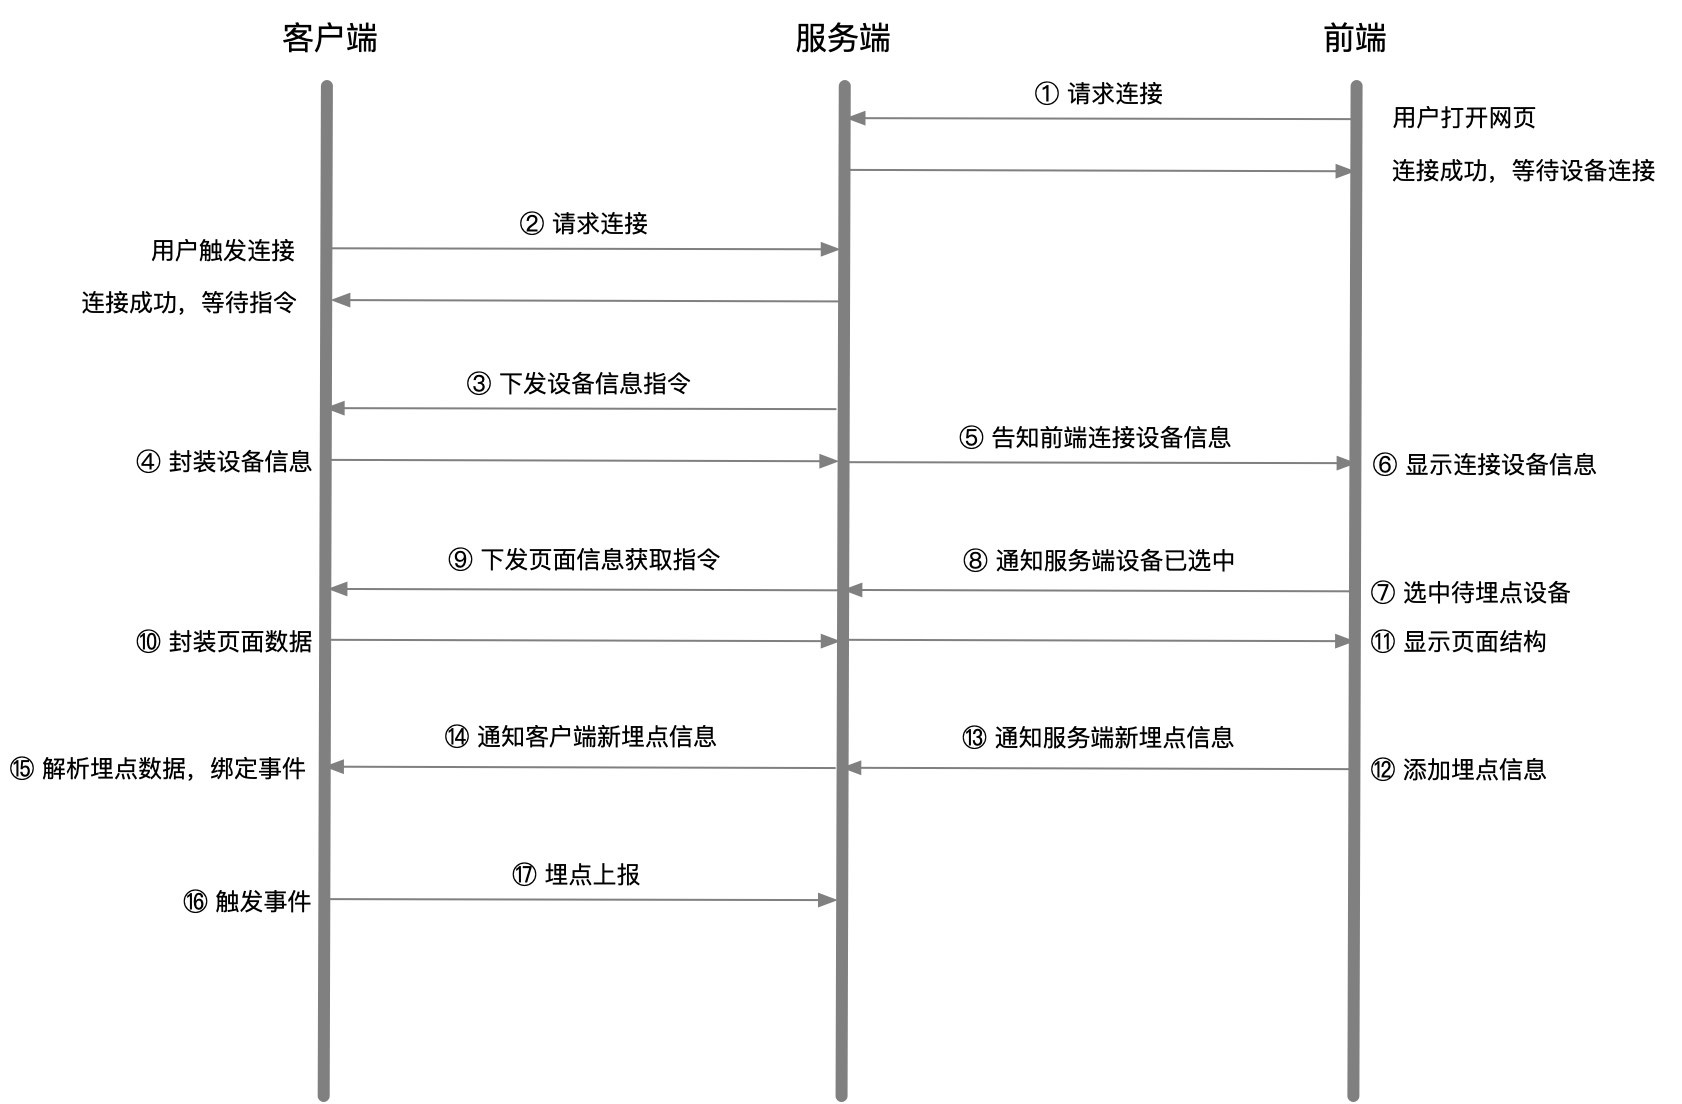 客户端
服务端
前端
① 请求连接
用户打开网页
连接成功，等待设备连接
② 请求连接
用户触发连接
连接成功，等待指令
③ 下发设备信息指令
④ 封装设备信息
⑤ 告知前端连接设备信息
⑥ 显示连接设备信息
⑨ 下发页面信息获取指令
⑧ 通知服务端设备已选中
⑦ 选中待埋点设备
⑩ 封装页面数据
⑪ 显示页面结构
⑭ 通知客户端新埋点信息
⑬ 通知服务端新埋点信息
⑮ 解析埋点数据，绑定事件
⑫ 添加埋点信息
⑰ 埋点上报
⑯ 触发事件